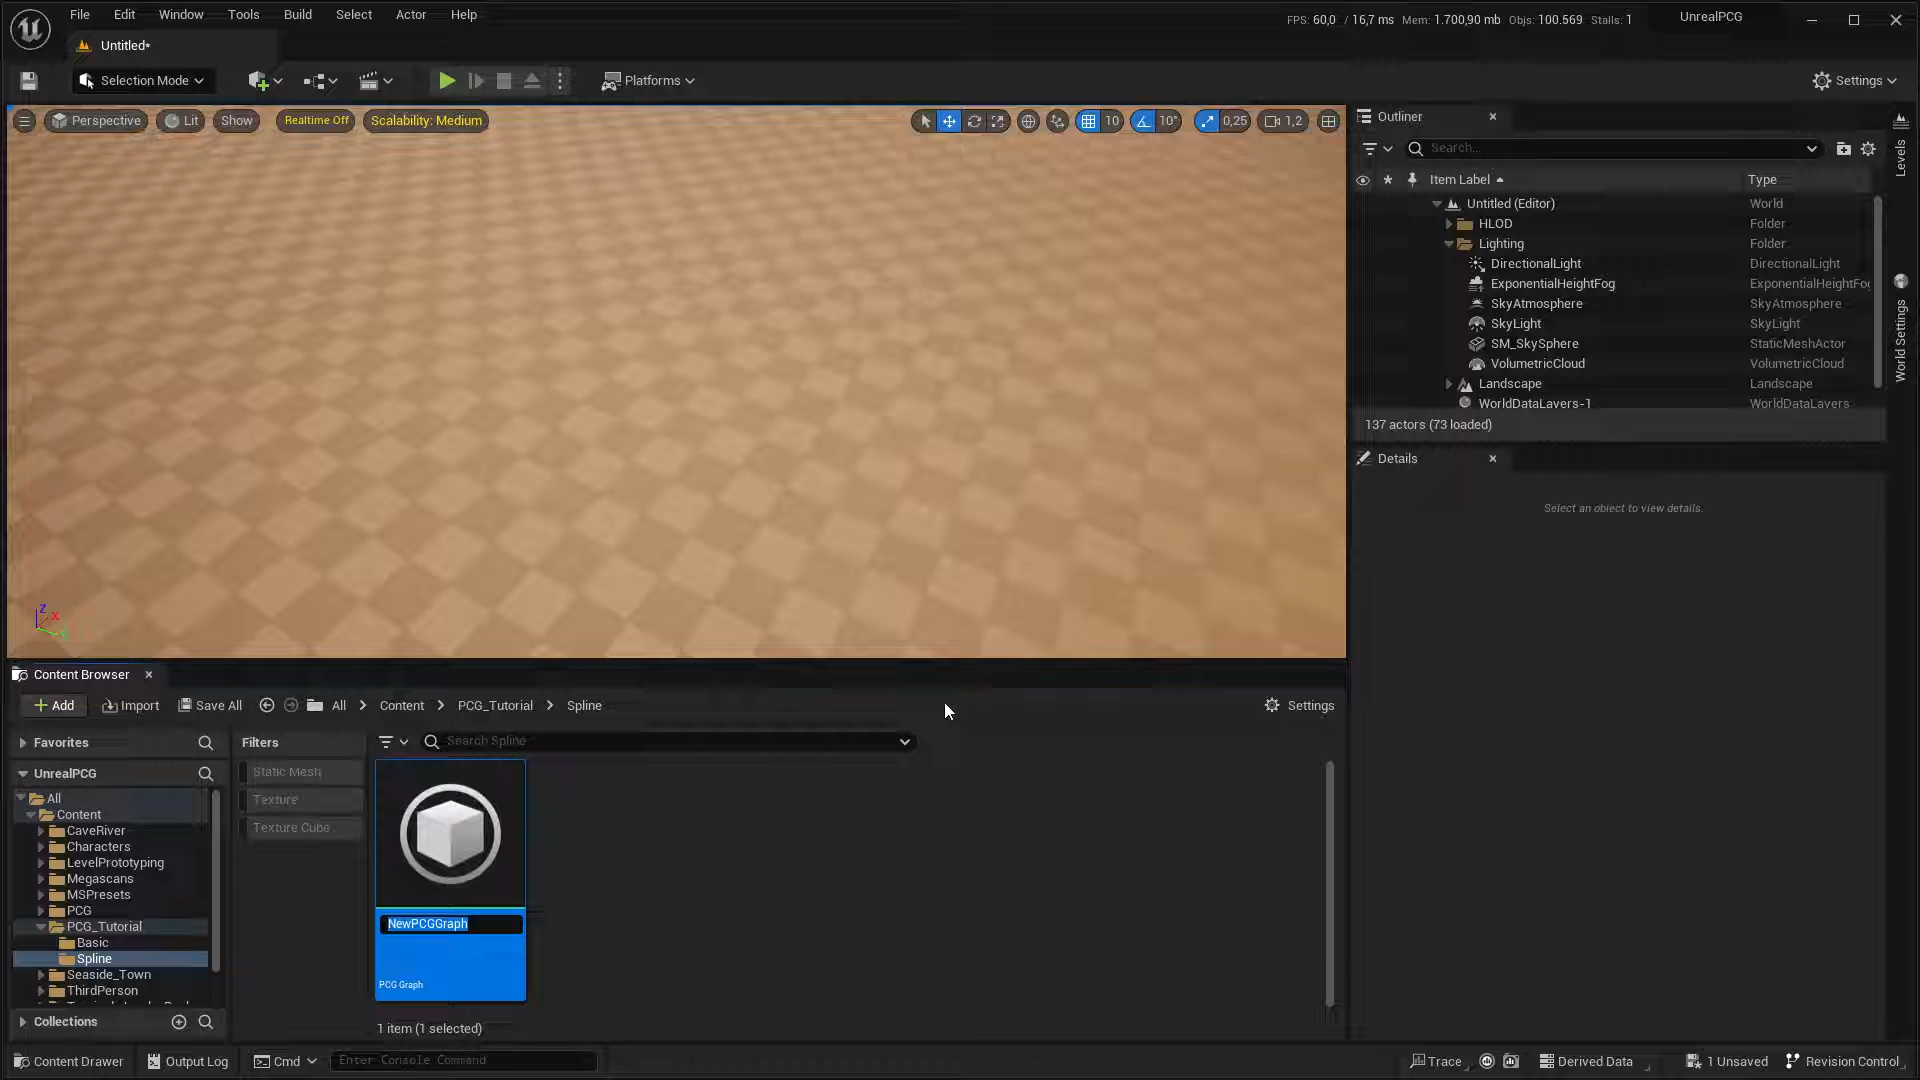 File Edit Window Tools Build Select Actor Help
FPS: 60,0 / 16,7 ms Mem: 1.700,90 mb Objs: 100.569 Stalls: 1
UnrealPCG
Untitled*
Selection Mode
Platforms
Settings
Perspective Lit Show Realtime Off Scalability: Medium
10 10° 0,25 1,2
Outliner
Search...
Item Label Type
Untitled (Editor) World
HLOD Folder
Lighting Folder
DirectionalLight DirectionalLight
ExponentialHeightFog ExponentialHeightFog
SkyAtmosphere SkyAtmosphere
SkyLight SkyLight
SM_SkySphere StaticMeshActor
VolumetricCloud VolumetricCloud
Landscape Landscape
WorldDataLayers-1 WorldDataLayers
137 actors (73 loaded)
Levels
World Settings
Details
Select an object to view details.
Z X
Content Browser
Add Import Save All All Content PCG_Tutorial Spline Settings
Favorites
Filters
Search Spline
UnrealPCG
Static Mesh
Texture
Texture Cube
All
Content
CaveRiver
Characters
LevelPrototyping
Megascans
MSPresets
PCG
PCG_Tutorial
Basic
Spline
Seaside_Town
ThirdPerson
Collections
NewPCGGraph
PCG Graph
1 item (1 selected)
Content Drawer Output Log Cmd Enter Console Command
Trace Derived Data 1 Unsaved Revision Control